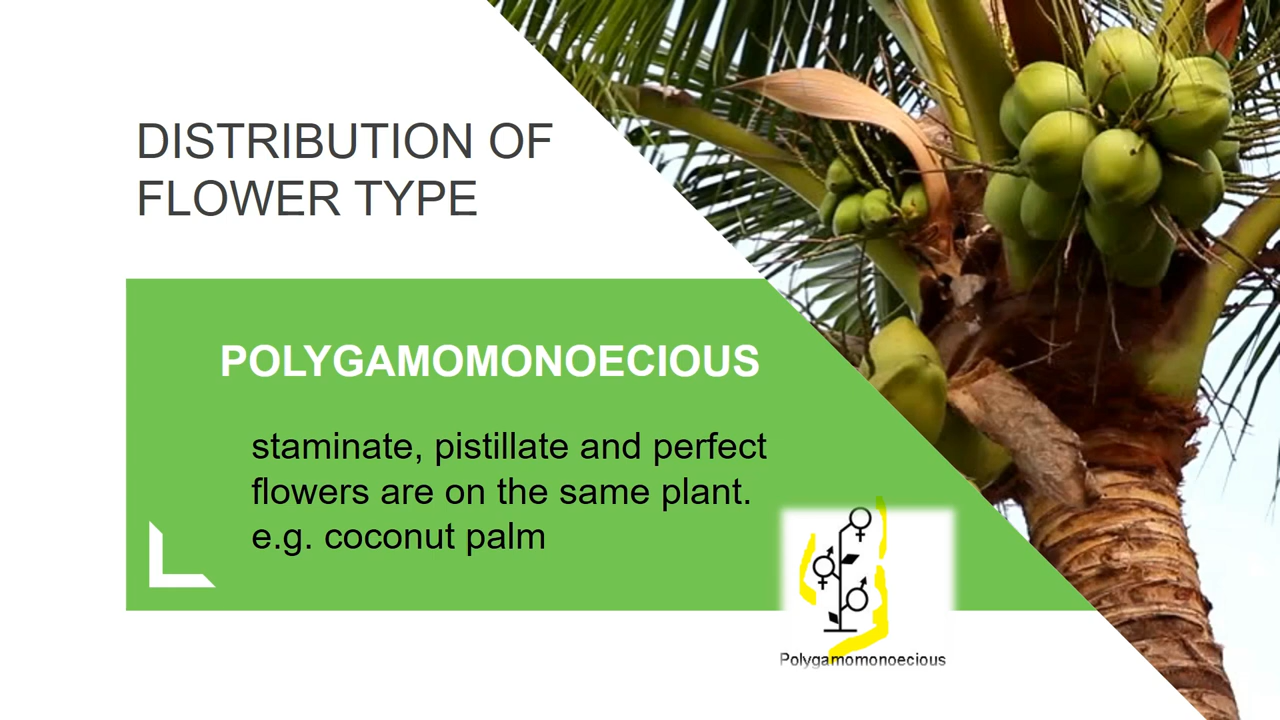 DISTRIBUTION OF
FLOWER TYPE
POLYGAMOMONOECIOUS
staminate, pistillate and perfect
flowers are on the same plant.
e.g. coconut palm
Polygamomonoecious